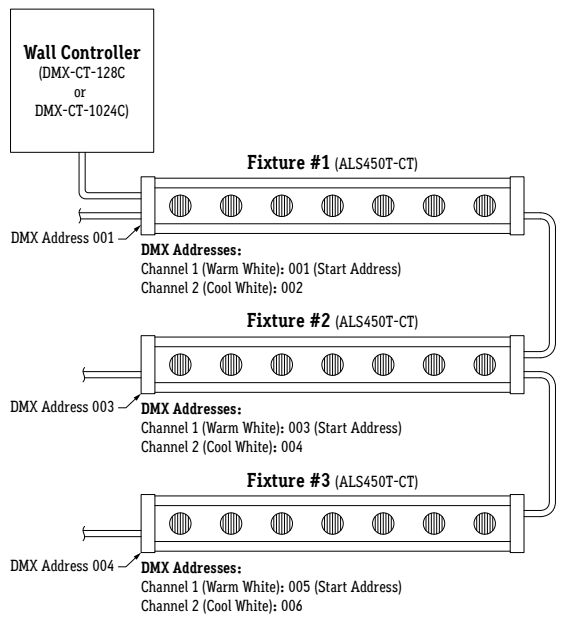 Wall Controller
(DMX-CT-128C
or
DMX-CT-1024C)
Fixture #1 (ALS450T-CT)
DMX Address 001
DMX Addresses:
Channel 1 (Warm White): 001 (Start Address)
Channel 2 (Cool White): 002
Fixture #2 (ALS450T-CT)
DMX Address 003
DMX Addresses:
Channel 1 (Warm White): 003 (Start Address)
Channel 2 (Cool White): 004
Fixture #3 (ALS450T-CT)
DMX Address 004
DMX Addresses:
Channel 1 (Warm White): 005 (Start Address)
Channel 2 (Cool White): 006